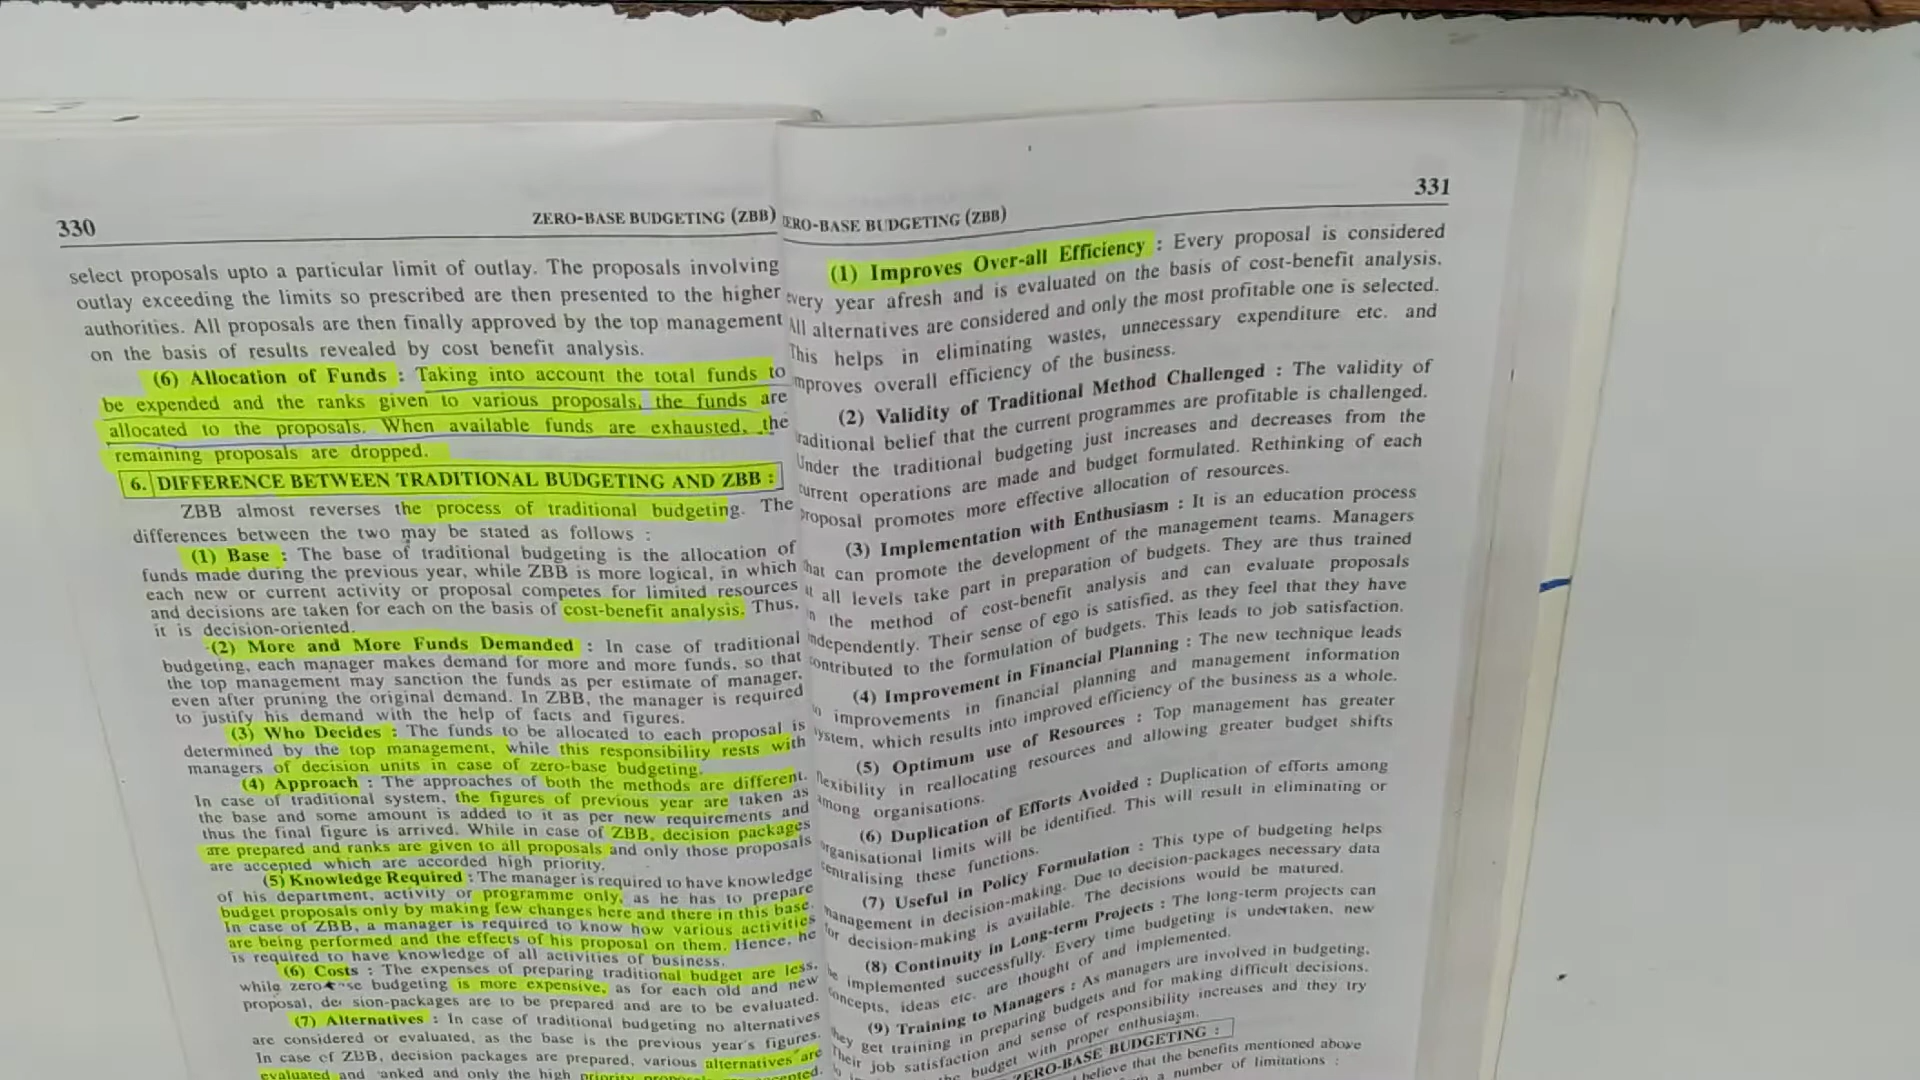 330
ZERO-BASE BUDGETING (ZBB)
select proposals upto a particular limit of outlay. The proposals involving
outlay exceeding the limits so prescribed are then presented to the higher
authorities. All proposals are then finally approved by the top management
on the basis of results revealed by cost benefit analysis.
(6) Allocation of Funds : Taking into account the total funds to
be expended and the ranks given to various proposals, the funds are
allocated to the proposals. When available funds are exhausted, the
remaining proposals are dropped.
6. DIFFERENCE BETWEEN TRADITIONAL BUDGETING AND ZBB :
ZBB almost reverses the process of traditional budgeting. The
differences between the two may be stated as follows :
(1) Base : The base of traditional budgeting is the allocation of
funds made during the previous year, while ZBB is more logical, in which
each new or current activity or proposal competes for limited resources
and decisions are taken for each on the basis of cost-benefit analysis. Thus,
it is decision-oriented.
(2) More and More Funds Demanded : In case of traditional
budgeting, each manager makes demand for more and more funds, so that
the top management may sanction the funds as per estimate of manager,
even after pruning the original demand. In ZBB, the manager is required
to justify his demand with the help of facts and figures.
(3) Who Decides : The funds to be allocated to each proposal is
determined by the top management, while this responsibility rests with
managers of decision units in case of zero-base budgeting.
(4) Approach : The approaches of both the methods are different.
In case of traditional system, the figures of previous year are taken as
the base and some amount is added to it as per new requirements and
thus the final figure is arrived. While in case of ZBB, decision packages
are prepared and ranks are given to all proposals and only those proposals
are accepted which are accorded high priority.
(5) Knowledge Required : The manager is required to have knowledge
of his department, activity or programme only, as he has to prepare
budget proposals only by making few changes here and there in this base.
In case of ZBB, a manager is required to know how various activities
are being performed and the effects of his proposal on them. Hence, he
is required to have knowledge of all activities of business.
(6) Costs : The expenses of preparing traditional budget are less,
while budgeting is more expensive, as for each old and new
proposal, sion-packages are to be prepared and are to be evaluated.
(7) Alternatives : In case of traditional budgeting no alternatives
are considered or evaluated, as the base is the previous year's figures.
In case of ZBB, decision packages are prepared, various alternatives are
evaluated and anked and only the high priority
331
ERO-BASE BUDGETING (ZBB)
(1) Improves Over-all Efficiency : Every proposal is considered
every year afresh and is evaluated on the basis of cost-benefit analysis.
All alternatives are considered and only the most profitable one is selected.
This helps in eliminating wastes, unnecessary expenditure etc. and
mproves overall efficiency of the business.
(2) Validity of Traditional Method Challenged : The validity of
raditional belief that the current programmes are profitable is challenged.
Under the traditional budgeting just increases and decreases from the
urrent operations are made and budget formulated. Rethinking of each
proposal promotes more effective allocation of resources.
(3) Implementation with Enthusiasm : It is an education process
that can promote the development of the management teams. Managers
t all levels take part in preparation of budgets. They are thus trained
n the method of cost-benefit analysis and can evaluate proposals
ndependently. Their sense of ego is satisfied, as they feel that they have
ontributed to the formulation of budgets. This leads to job satisfaction.
(4) Improvement in Financial Planning : The new technique leads
o improvements in financial planning and management information
ystem, which results into improved efficiency of the business as a whole.
(5) Optimum use of Resources : Top management has greater
flexibility in reallocating resources and allowing greater budget shifts
among organisations.
(6) Duplication of Efforts Avoided : Duplication of efforts among
organisational limits will be identified. This will result in eliminating or
entralising these functions.
(7) Useful in Policy Formulation : This type of budgeting helps
management in decision-making. Due to decision-packages necessary data
for decision-making is available. The decisions would be matured.
(8) Continuity in Long-term Projects : The long-term projects can
be implemented successfully. Every time budgeting is undertaken, new
concepts, ideas etc. are thought of and implemented.
(9) Training to Managers : As managers are involved in budgeting,
they get training in preparing budgets and for making difficult decisions.
Their job satisfaction and sense of responsibility increases and they try
budget with proper enthusiasm.
ZERO-BASE BUDGETING :
believe that the benefits mentioned above
a number of limitations :